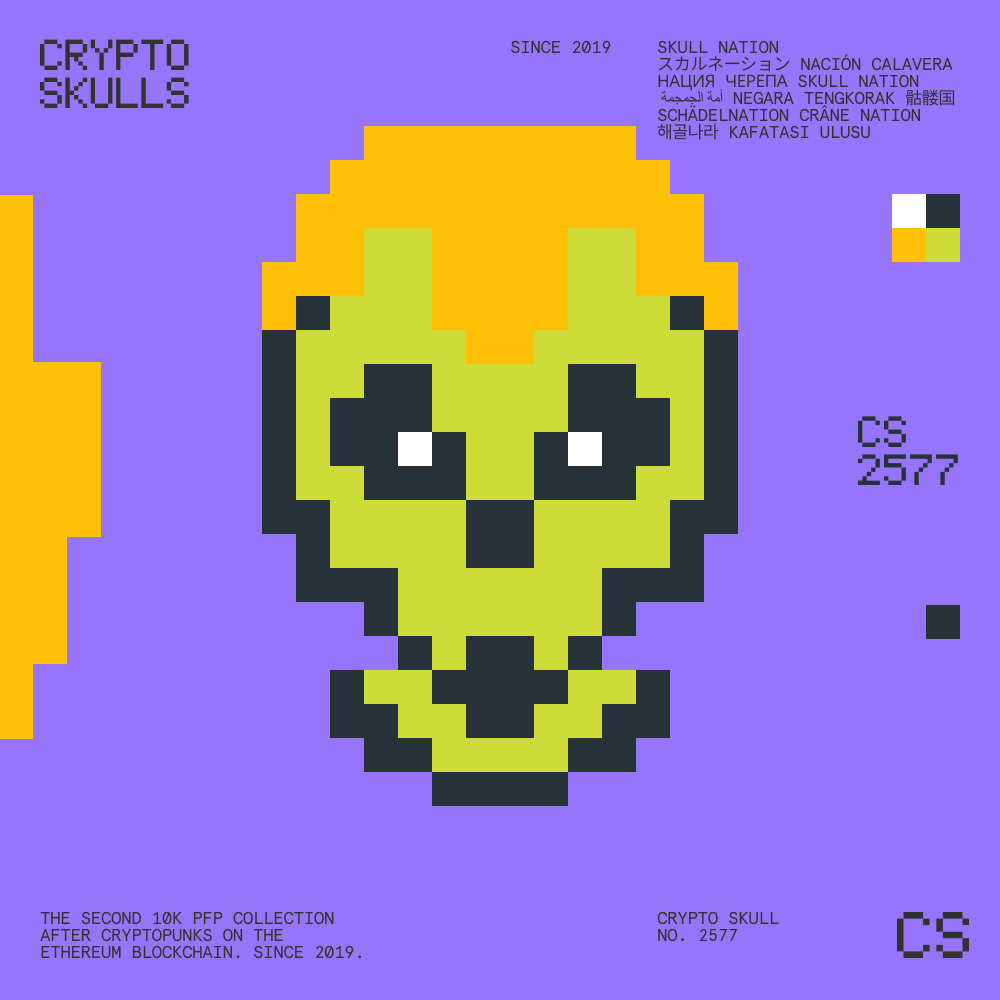 CRYPTO
SKULLS
SINCE 2019
SKULL NATION
スカルネーション NACIÓN CALAVERA
НАЦИЯ ЧЕРЕПА SKULL NATION
أمة الجمجمة NEGARA TENGKORAK 骷髅国
SCHÄDELNATION CRÂNE NATION
해골나라 KAFATASI ULUSU
CS
2577
THE SECOND 10K PFP COLLECTION
AFTER CRYPTOPUNKS ON THE
ETHEREUM BLOCKCHAIN. SINCE 2019.
CRYPTO SKULL
NO. 2577
CS